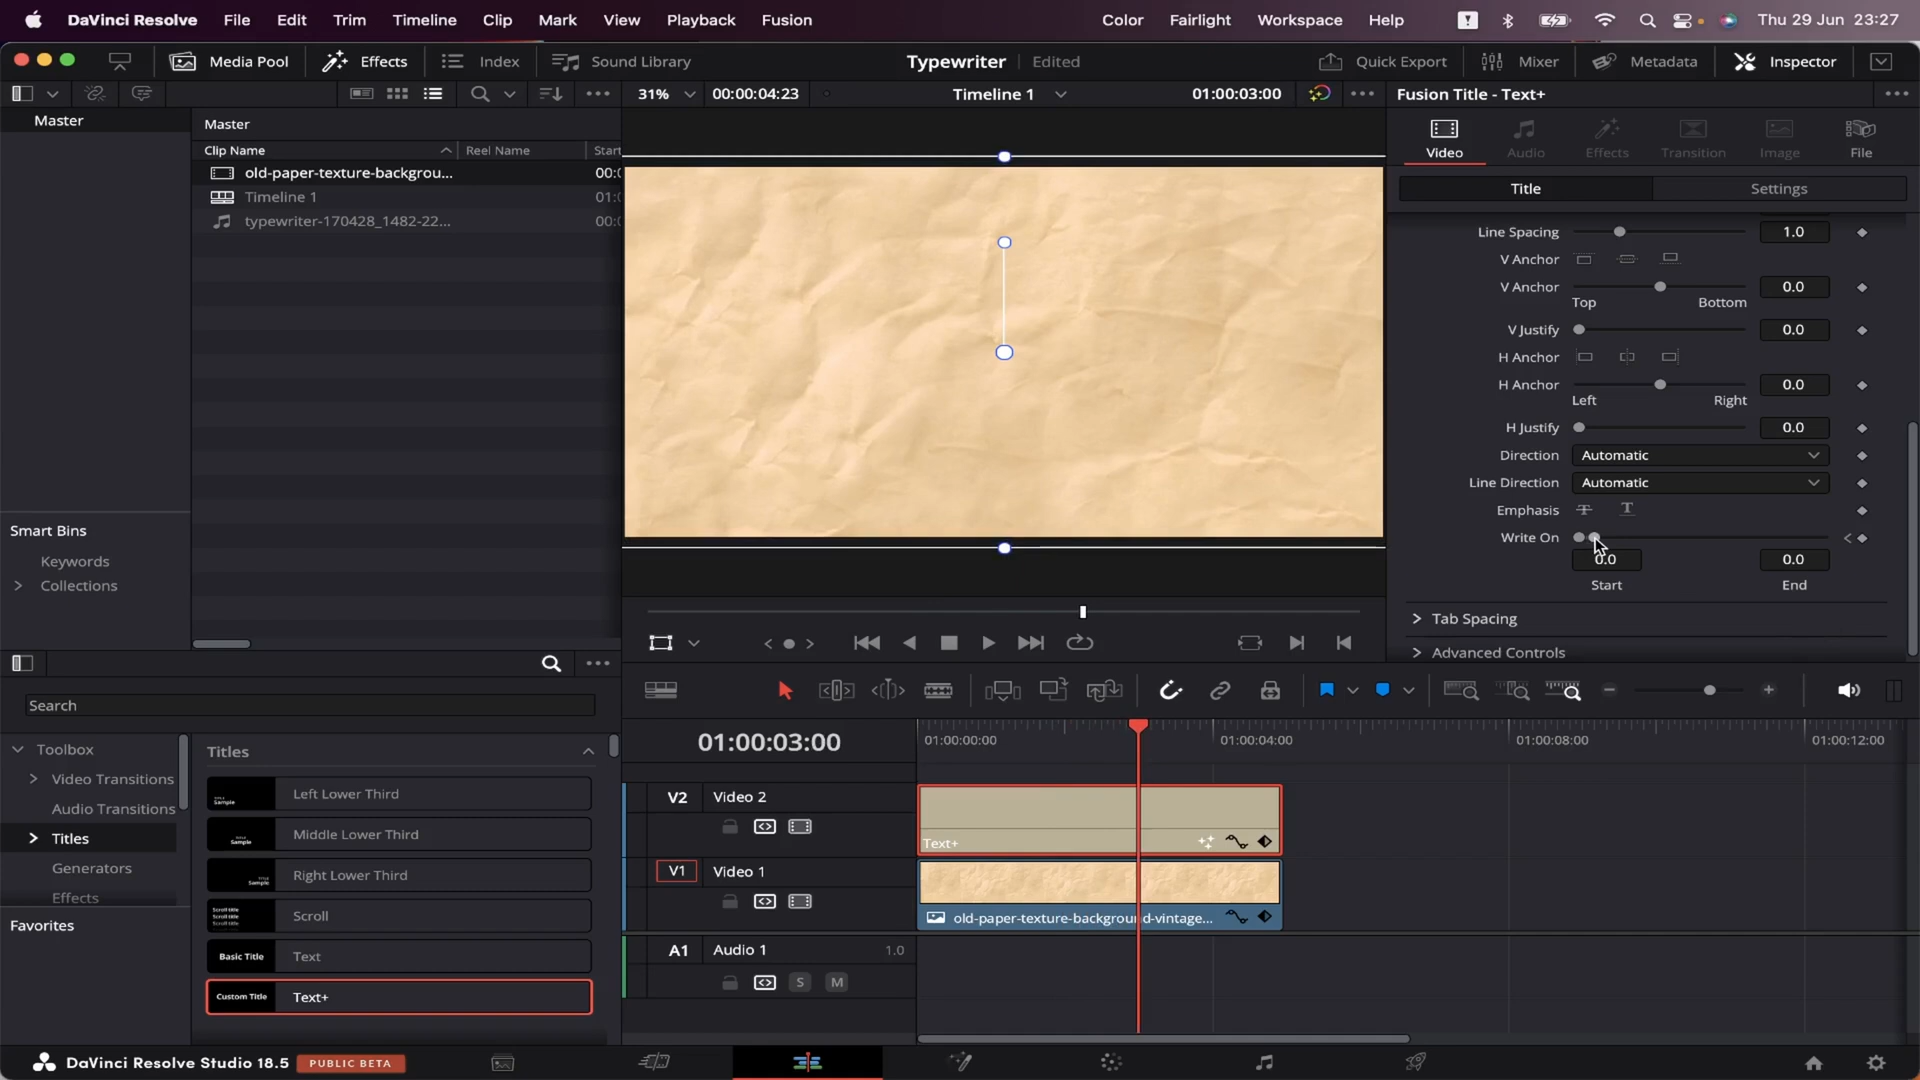 DaVinci Resolve File Edit Trim Timeline Clip Mark View Playback Fusion Color Fairlight Workspace Help Thu 29 Jun 23:27
Media Pool Effects Index Sound Library Typewriter Edited Quick Export Mixer Metadata Inspector
31% 00:00:04:23 Timeline 1 01:00:03:00 Fusion Title - Text+
Master Master
Clip Name Reel Name Start
old-paper-texture-backgrou... 00:0
Timeline 1 01:
typewriter-170428_1482-22... 00:0
Video Audio Effects Transition Image File
Title Settings
Line Spacing 1.0
V Anchor
V Anchor 0.0
Top Bottom
V Justify 0.0
H Anchor
H Anchor 0.0
Left Right
H Justify 0.0
Direction Automatic
Line Direction Automatic
Emphasis
Write On
0.0 0.0
Start End
Tab Spacing
Advanced Controls
Smart Bins
Keywords
Collections
Search
Toolbox
Video Transitions
Audio Transitions
Titles
Generators
Effects
Favorites
Titles
Left Lower Third
Middle Lower Third
Right Lower Third
Scroll
Basic Title Text
Custom Title Text+
01:00:03:00 01:00:00:00 01:00:04:00 01:00:08:00 01:00:12:00
V2 Video 2
Text+
V1 Video 1
old-paper-texture-background-vintage...
A1 Audio 1 1.0
S M
DaVinci Resolve Studio 18.5 PUBLIC BETA